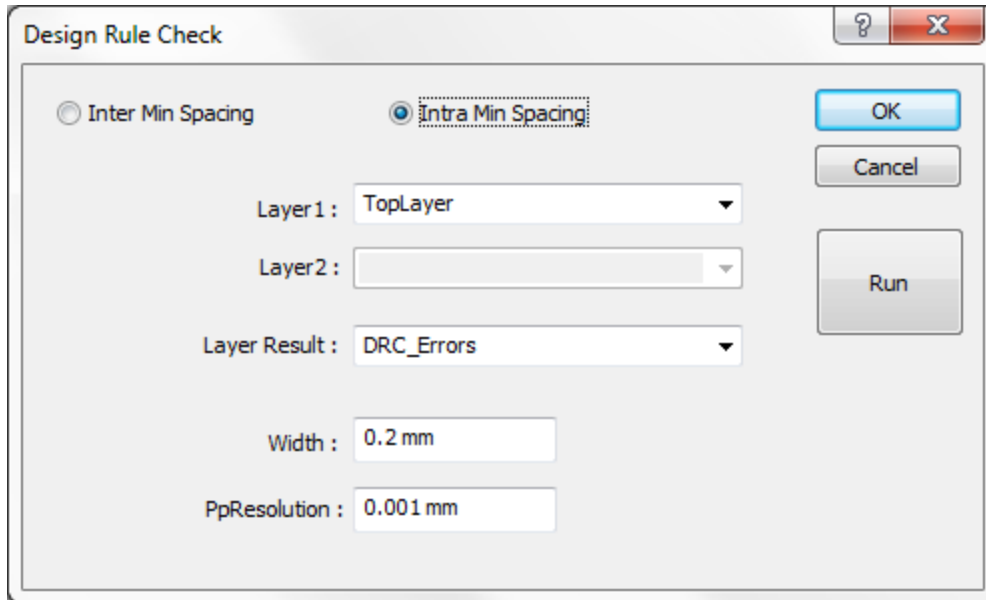 Design Rule Check
Inter Min Spacing
Intra Min Spacing
OK
Cancel
Layer1 :
TopLayer
Layer2 :
Run
Layer Result :
DRC_Errors
Width :
0.2 mm
PpResolution :
0.001 mm